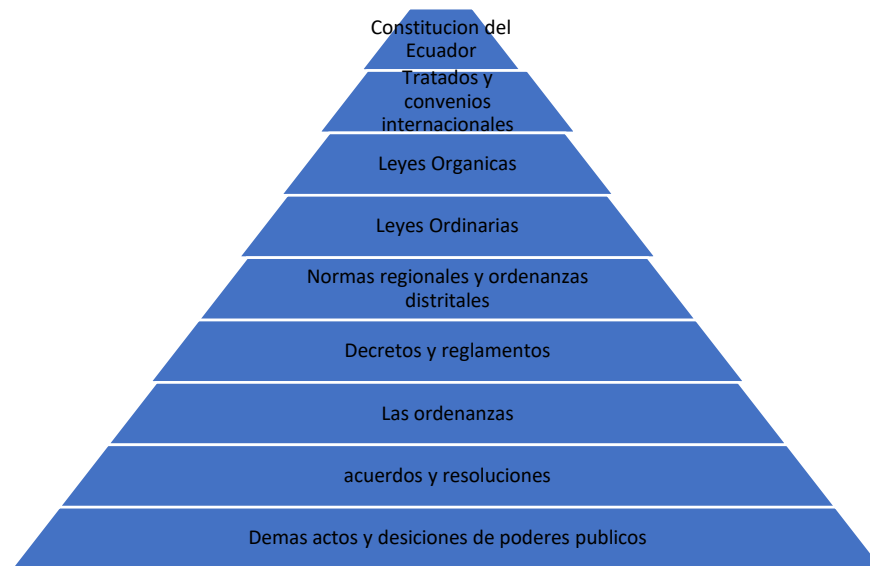 Constitucion del
Ecuador
Tratados y
convenios
internacionales
Leyes Organicas
Leyes Ordinarias
Normas regionales y ordenanzas
distritales
Decretos y reglamentos
Las ordenanzas
acuerdos y resoluciones
Demas actos y desiciones de poderes publicos